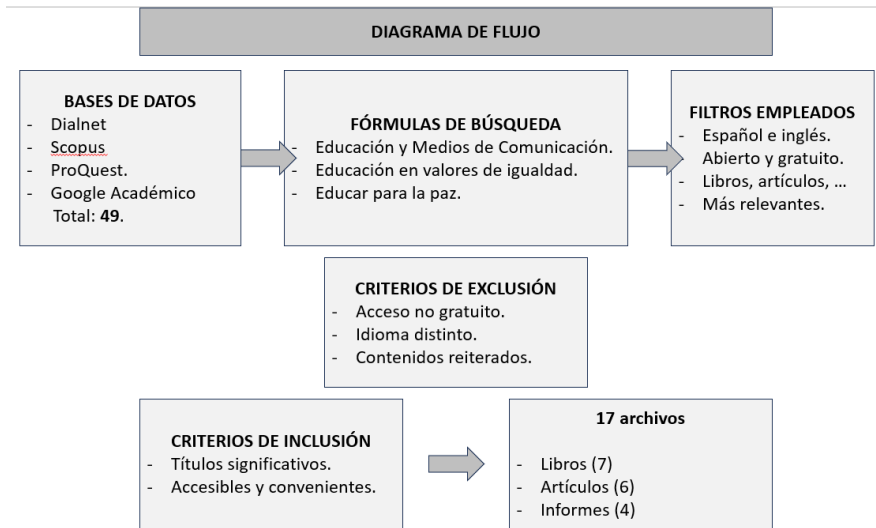 DIAGRAMA DE FLUJO
BASES DE DATOS
- Dialnet
- Scopus
- ProQuest.
- Google Académico
Total: 49.
FÓRMULAS DE BÚSQUEDA
- Educación y Medios de Comunicación.
- Educación en valores de igualdad.
- Educar para la paz.
FILTROS EMPLEADOS
- Español e inglés.
- Abierto y gratuito.
- Libros, artículos, ...
- Más relevantes.
CRITERIOS DE EXCLUSIÓN
- Acceso no gratuito.
- Idioma distinto.
- Contenidos reiterados.
CRITERIOS DE INCLUSIÓN
- Títulos significativos.
- Accesibles y convenientes.
17 archivos
- Libros (7)
- Artículos (6)
- Informes (4)